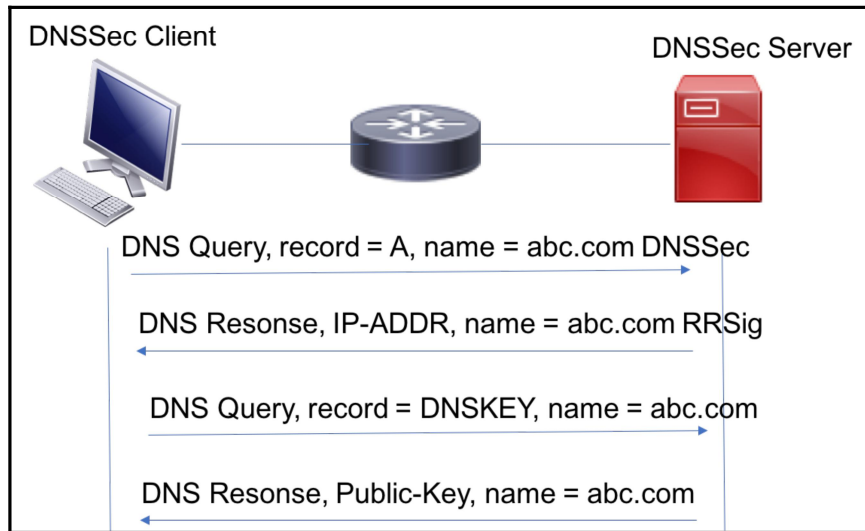 DNSSec Client
DNSSec Server
DNS Query, record = A, name = abc.com DNSSec
DNS Resonse, IP-ADDR, name = abc.com RRSig
DNS Query, record = DNSKEY, name = abc.com
DNS Resonse, Public-Key, name = abc.com